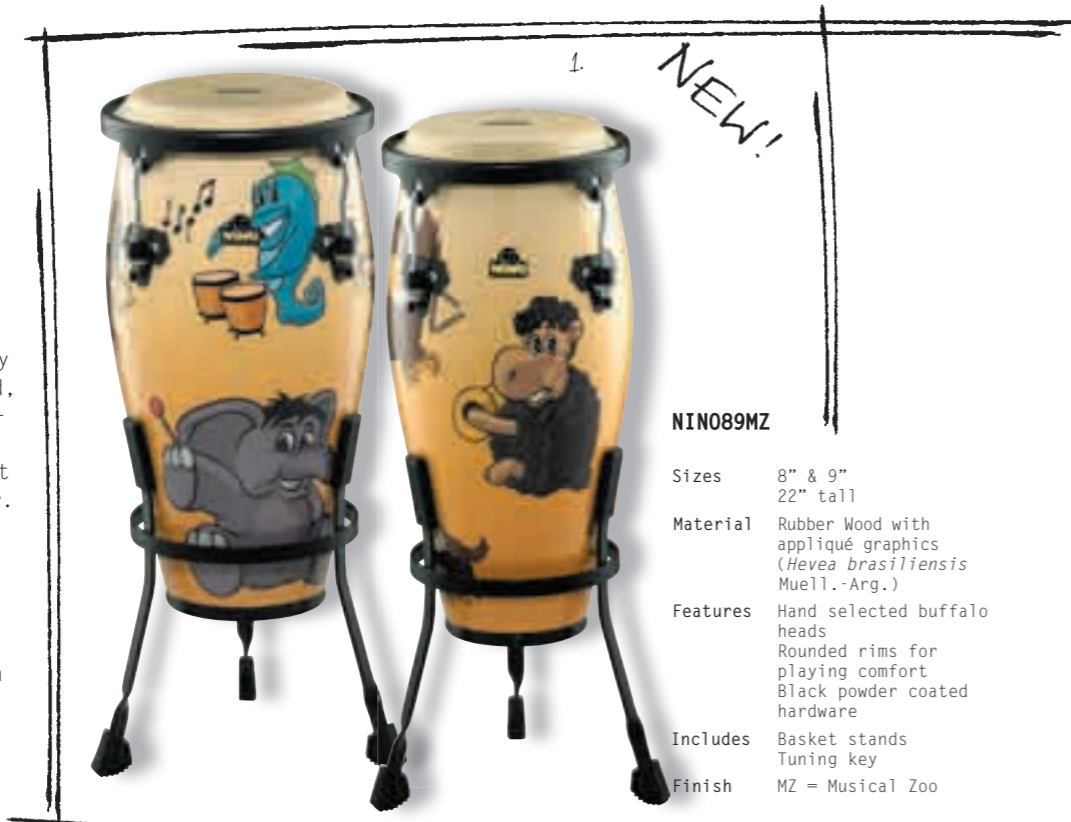 1.
NEW!
y
,
t
.
NINO
NINO
NINO89MZ
Sizes 8” & 9”
22” tall
Material Rubber Wood with
appliqué graphics
(Hevea brasiliensis
Muell.-Arg.)
Features Hand selected buffalo
heads
Rounded rims for
playing comfort
Black powder coated
hardware
Includes Basket stands
Tuning key
Finish MZ = Musical Zoo